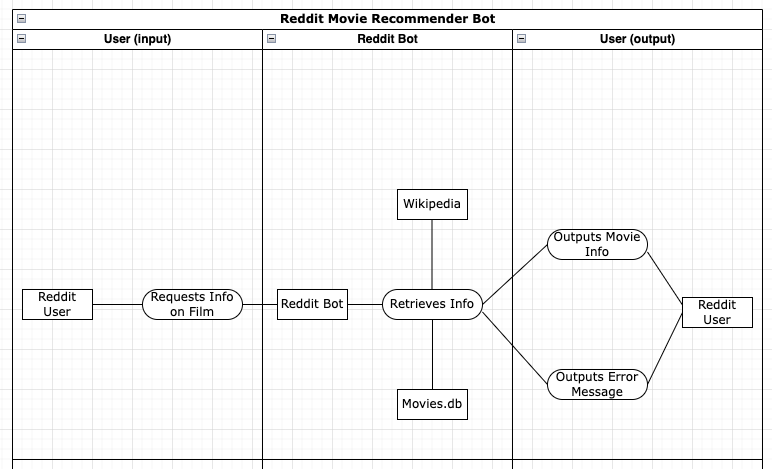 Reddit Movie Recommender Bot
User (input)
Reddit Bot
User (output)
Wikipedia
Outputs Movie
Info
Reddit
User
Requests Info
on Film
Reddit Bot
Retrieves Info
Reddit
User
Outputs Error
Message
Movies.db